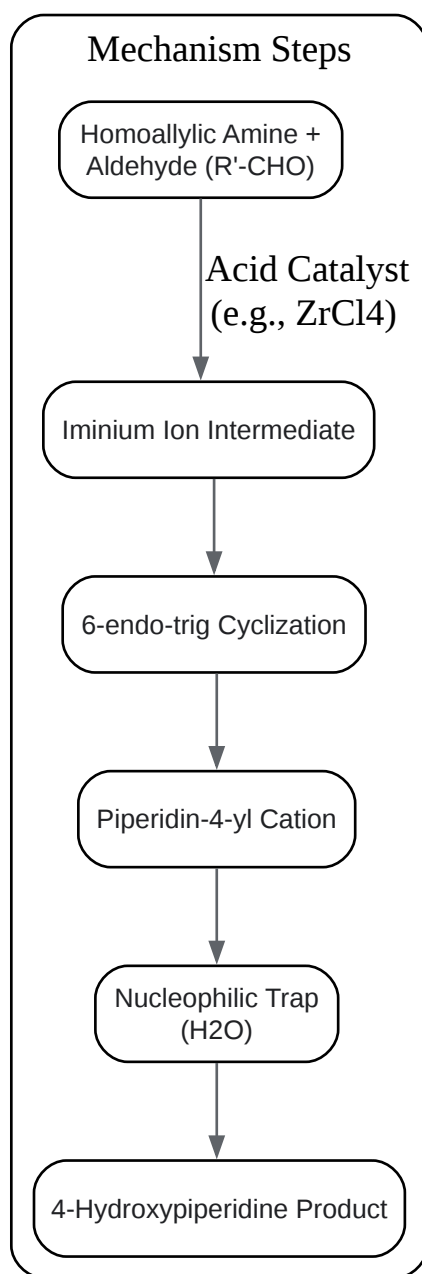 Mechanism Steps
Homoallylic Amine +
Aldehyde (R'-CHO)
Acid Catalyst
(e.g., ZrCl4)
Iminium Ion Intermediate
6-endo-trig Cyclization
Piperidin-4-yl Cation
Nucleophilic Trap
(H2O)
4-Hydroxypiperidine Product